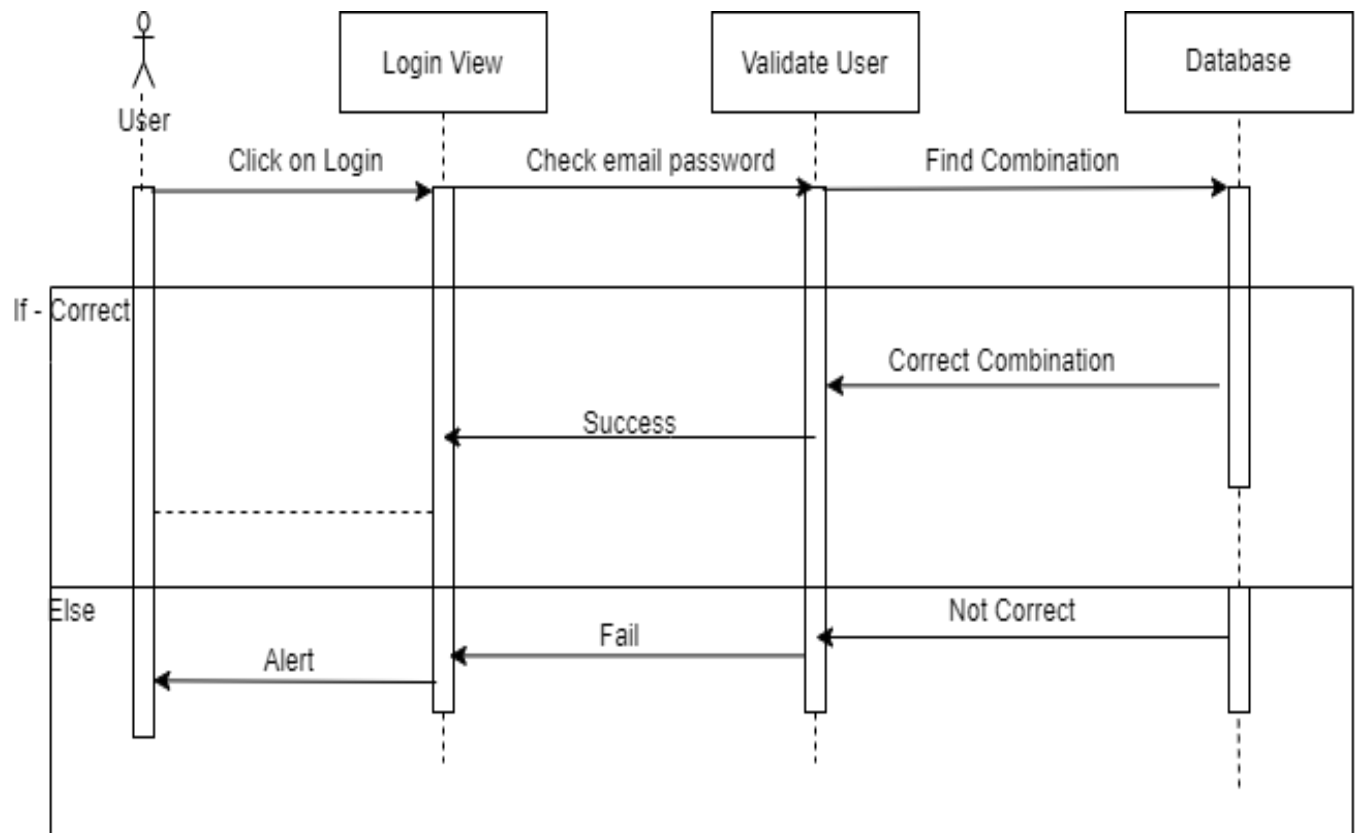 User
Login View
Validate User
Database
Click on Login
Check email password
Find Combination
If - Correct
Correct Combination
Success
Else
Not Correct
Fail
Alert